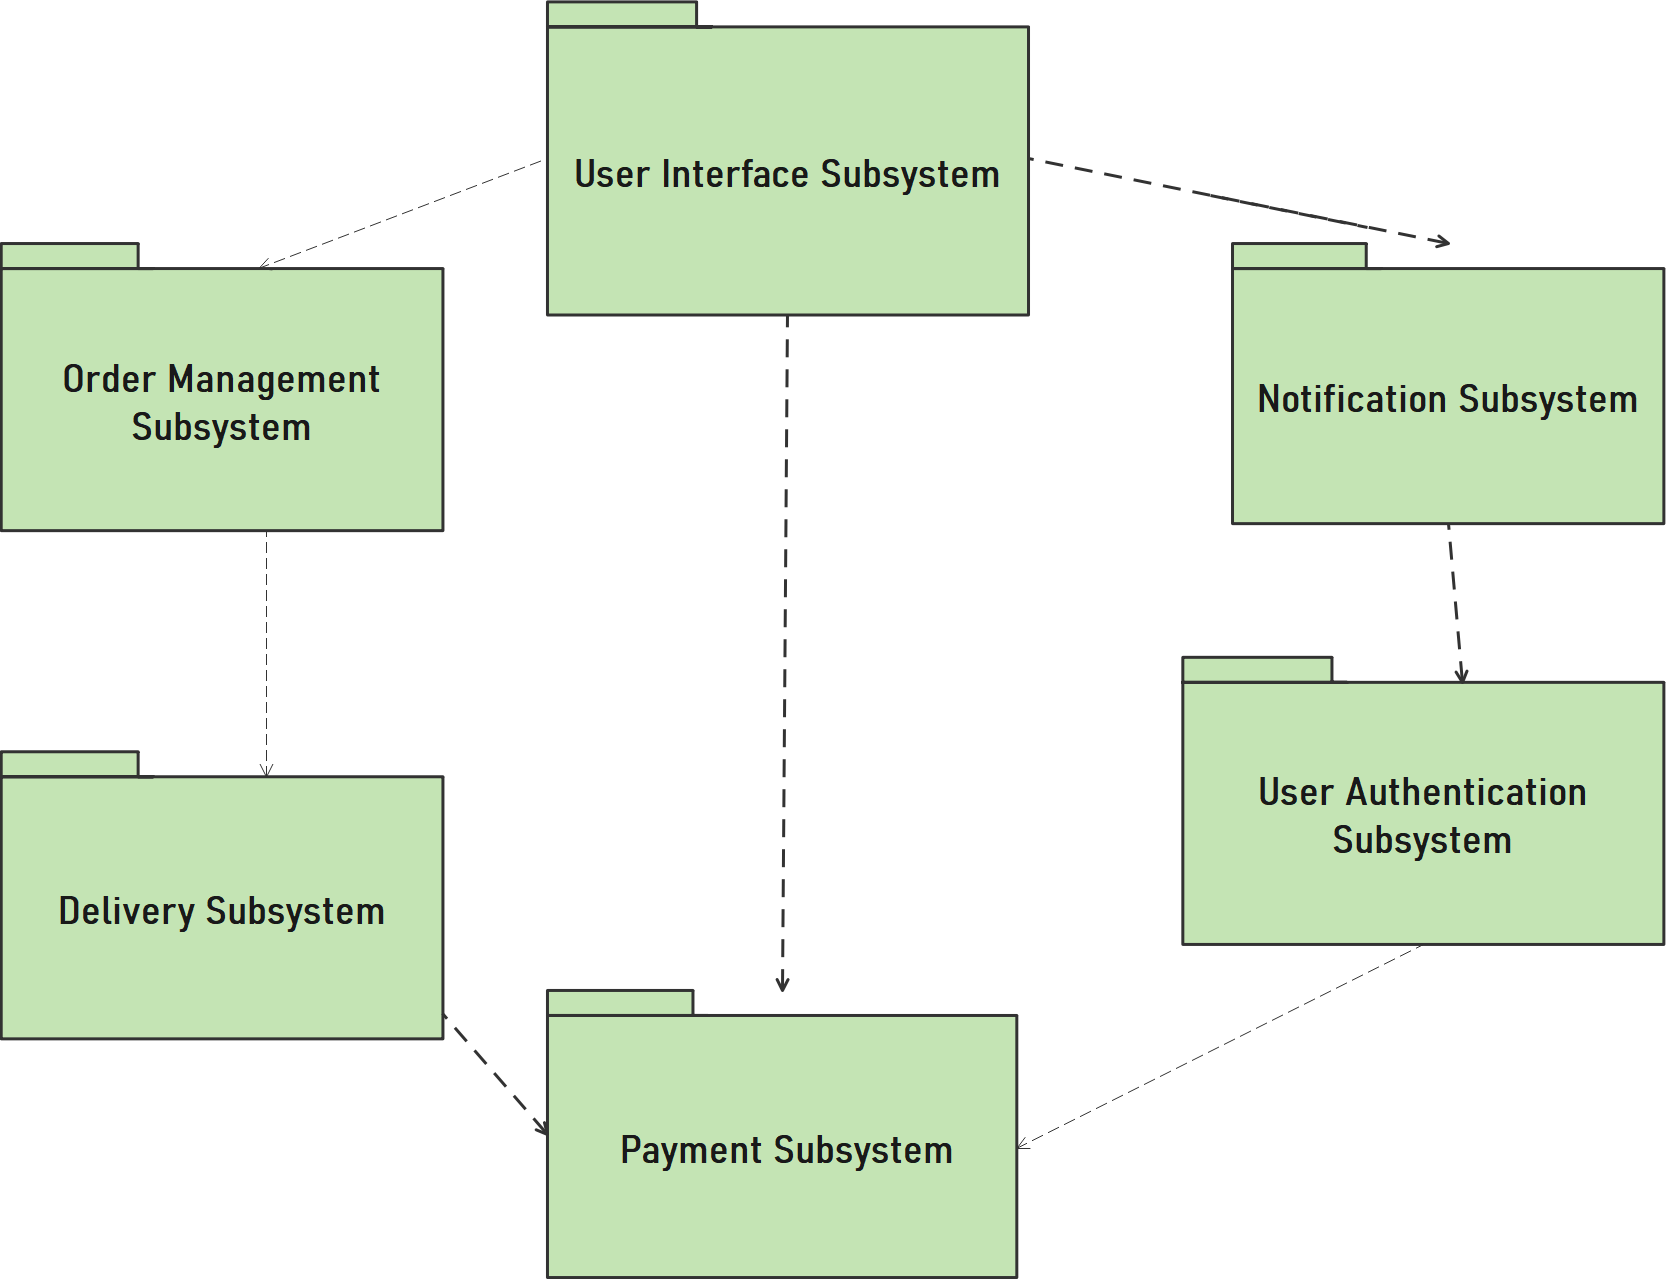 User Interface Subsystem
Order Management
Subsystem
Notification Subsystem
User Authentication
Subsystem
Delivery Subsystem
Payment Subsystem